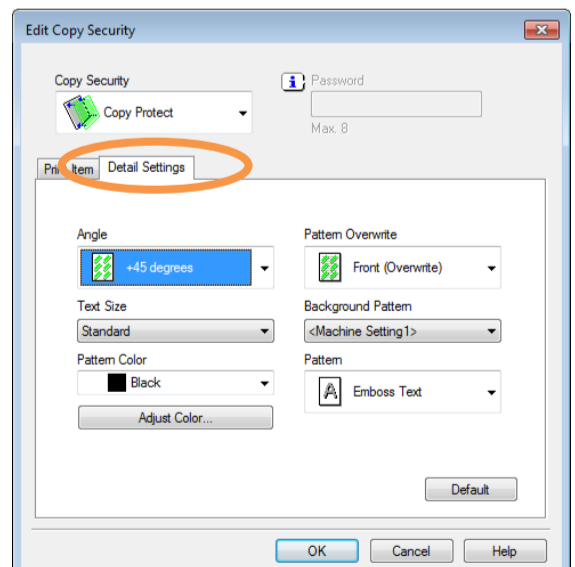 Edit Copy Security
Copy Security
Copy Protect
Password
Max. 8
Print Item
Detail Settings
Angle
+45 degrees
Pattern Overwrite
Front (Overwrite)
Text Size
Standard
Background Pattern
<Machine Setting1>
Pattern Color
Black
Pattern
A
Emboss Text
Adjust Color...
Default
OK
Cancel
Help